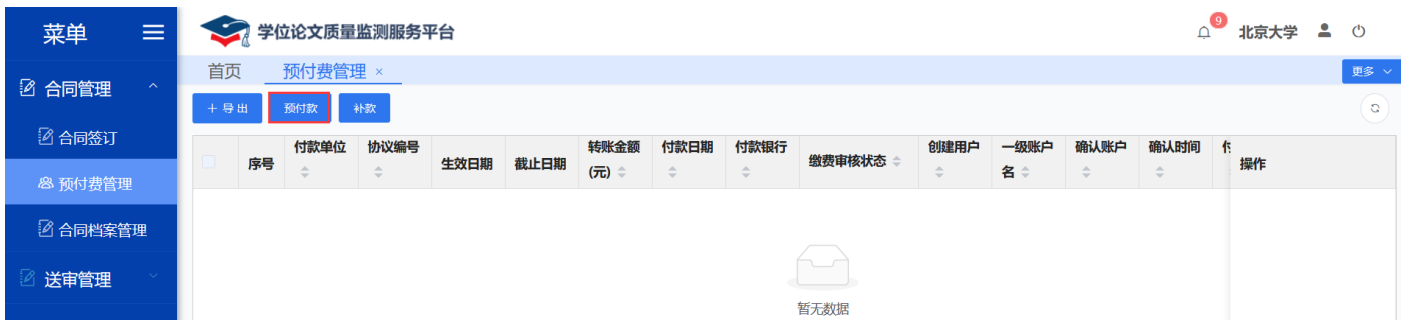 菜单
学位论文质量监测服务平台
9
北京大学
首页
预付费管理 ×
更多
合同管理
合同签订
预付费管理
合同档案管理
送审管理
+ 导出
预付款
补款
序号
付款单位
协议编号
生效日期
截止日期
转账金额
(元)
付款日期
付款银行
缴费审核状态
创建用户
一级账户
名
确认账户
确认时间
操作
暂无数据